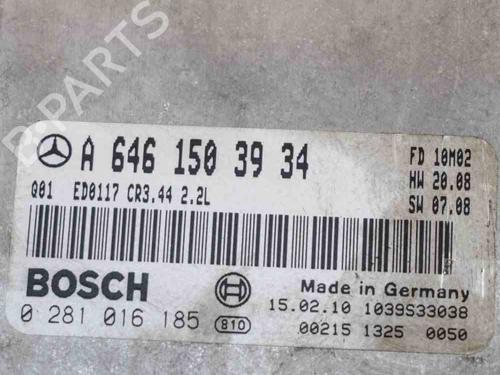 B PARTS
A 646 150 39 34
FD 10M02
Q01 ED0117 CR3.44 2.2L
HW 20.08
SW 07.08
BOSCH
Made in Germany
0 281 016 185
810
15.02.10 1039S33038
00215 1325 0050